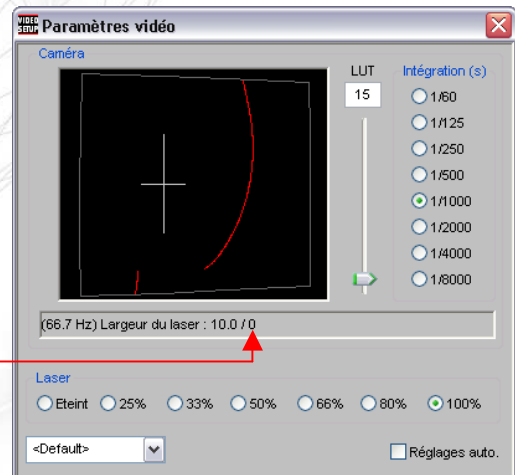 VIDEO SETUP Paramètres vidéo
Caméra
LUT
15
Intégration (s)
1/60
1/125
1/250
1/500
1/1000
1/2000
1/4000
1/8000
(66.7 Hz) Largeur du laser : 10.0 / 0
Laser
Eteint 25% 33% 50% 66% 80% 100%
<Default>
Réglages auto.